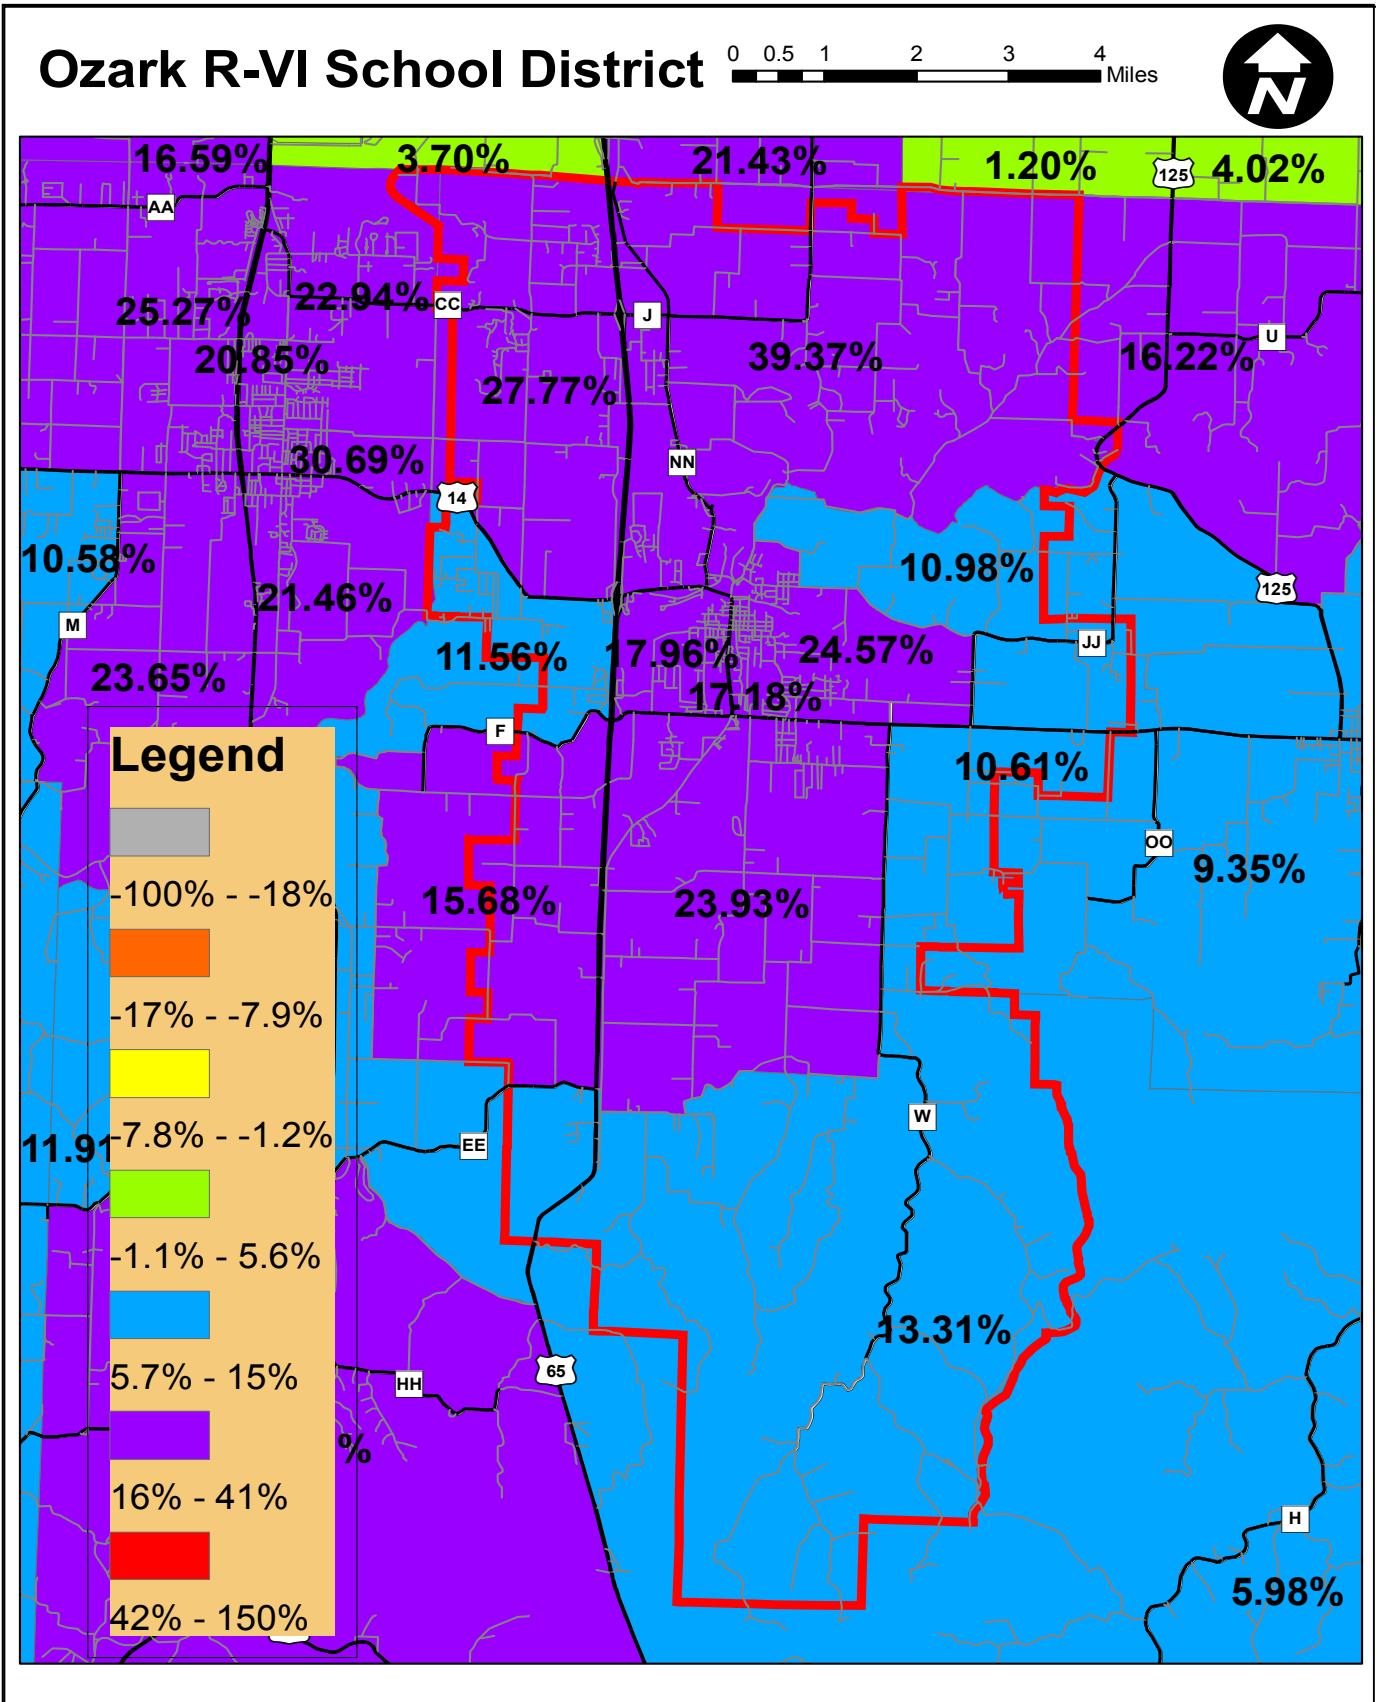 Ozark R-VI School District
0 0.5 1 2 3 4
Miles
N
16.59%
3.70%
21.43%
1.20%
125
4.02%
AA
25.27%
22.94%
CC
J
U
20.85%
27.77%
39.37%
16.22%
30.69%
NN
14
10.58%
21.46%
10.98%
125
M
23.65%
11.56%
17.96%
24.57%
JJ
17.18%
F
10.61%
OO
9.35%
15.68%
23.93%
11.91
EE
W
13.31%
HH
65
%
H
5.98%
Legend
-100% - -18%
-17% - -7.9%
-7.8% - -1.2%
-1.1% - 5.6%
5.7% - 15%
16% - 41%
42% - 150%